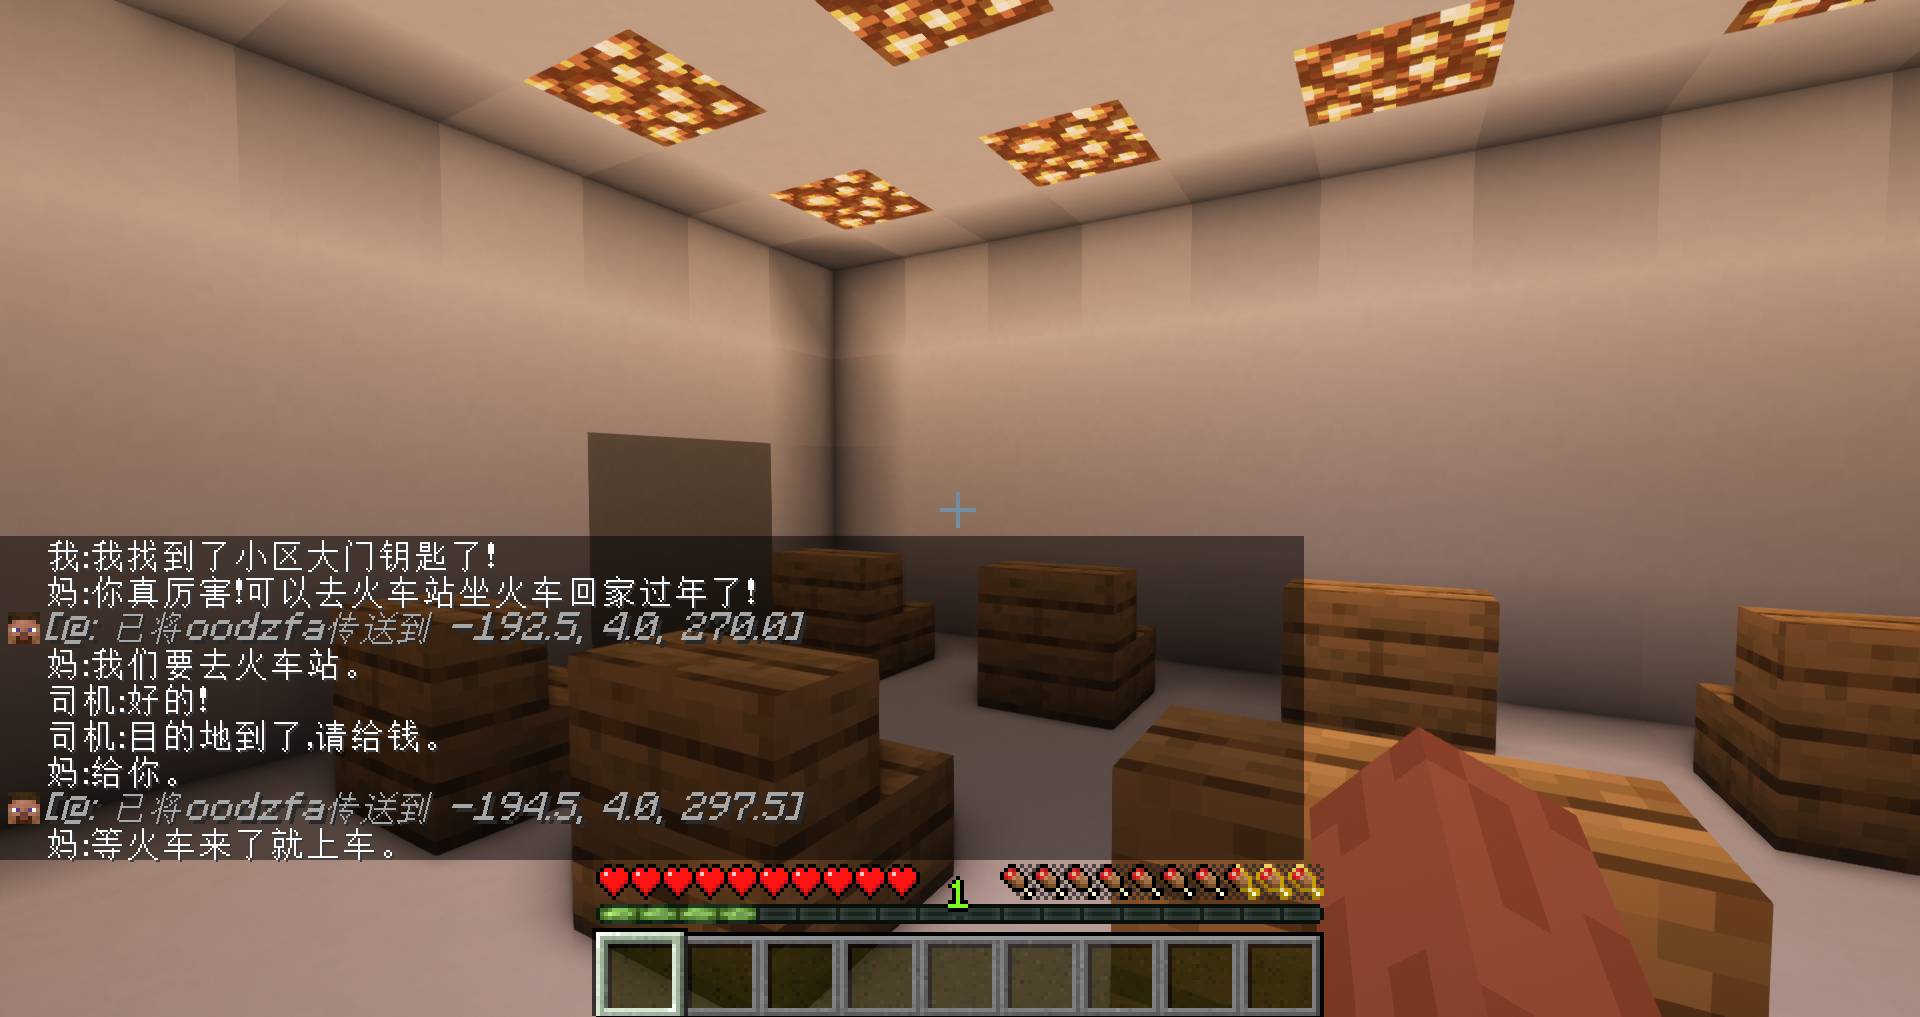 我:我找到了小区大门钥匙了!
妈:你真厉害!可以去火车站坐火车回家过年了!
[@: 已将oodzfa传送到 -192.5, 4.0, 270.0]
妈:我们要去火车站。
司机:好的!
司机:目的地到了,请给钱。
妈:给你。
[@: 已将oodzfa传送到 -194.5, 4.0, 297.5]
妈:等火车来了就上车。
1